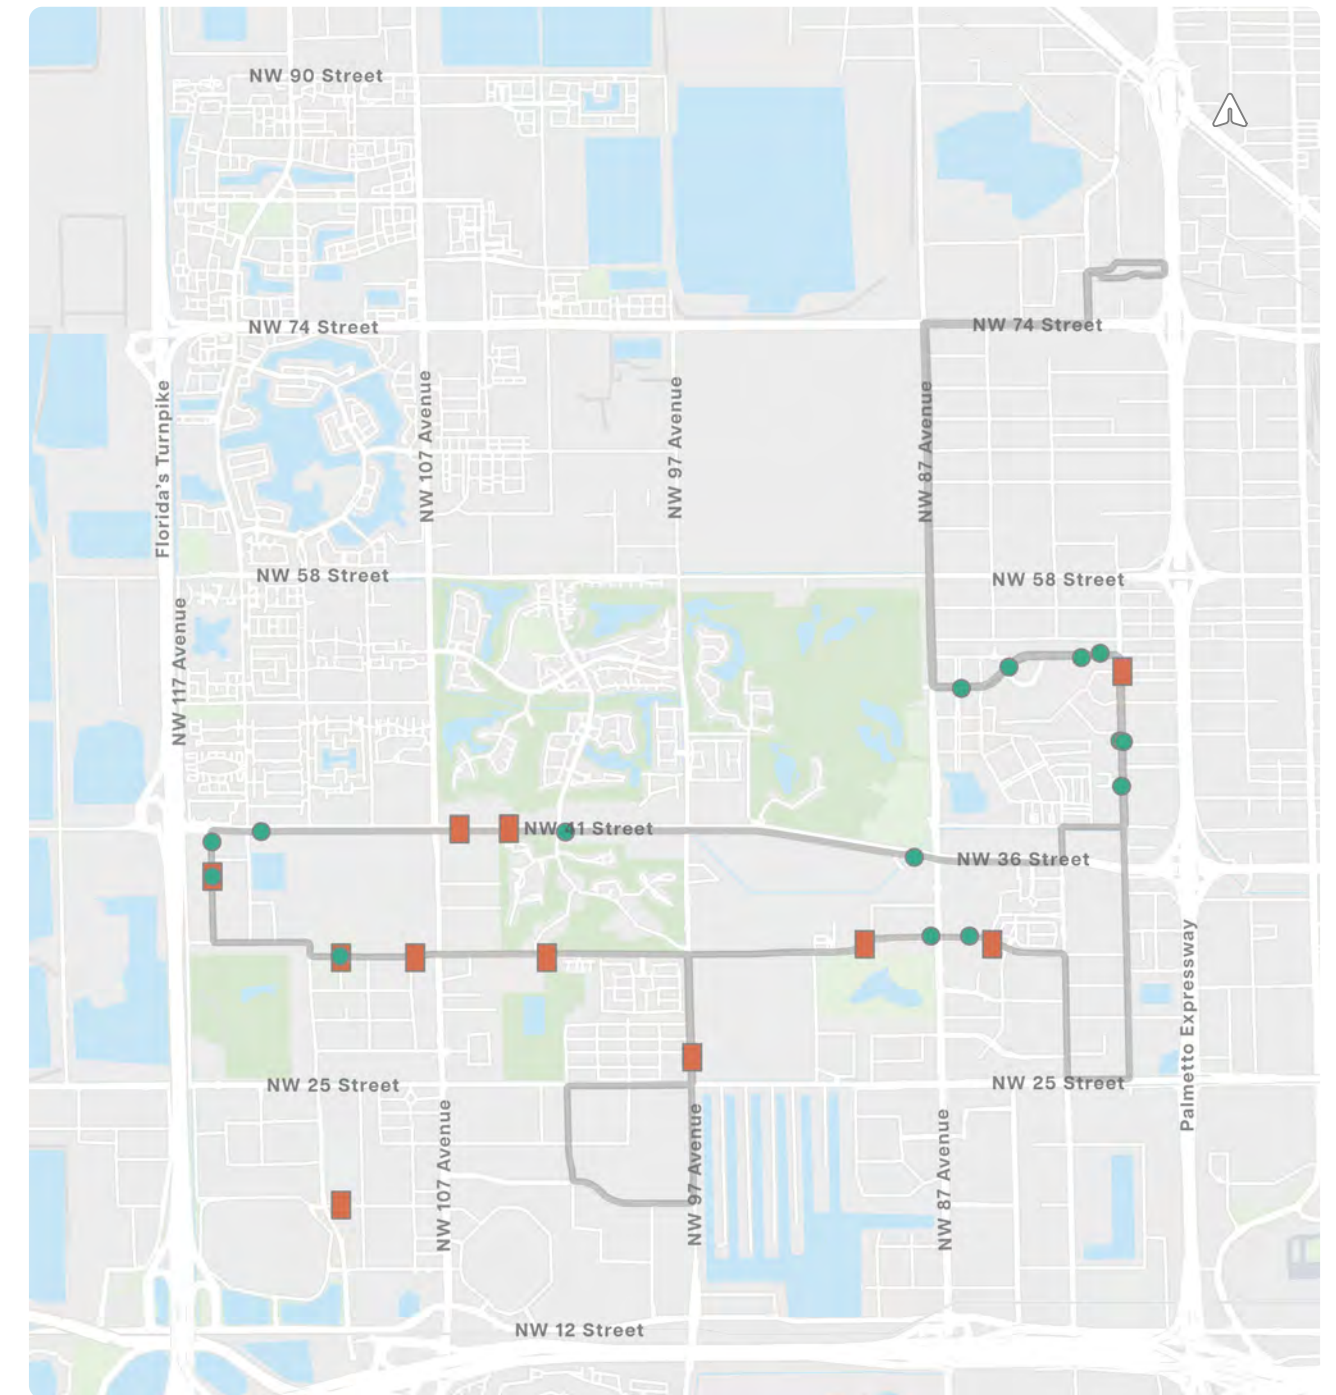 NW 90 Street
NW 74 Street
NW 74 Street
Florida's Turnpike
NW 107 Avenue
NW 97 Avenue
NW 87 Avenue
NW 58 Street
NW 58 Street
NW 117 Avenue
NW 41 Street
NW 36 Street
Palmetto Expressway
NW 25 Street
NW 25 Street
NW 107 Avenue
NW 97 Avenue
NW 87 Avenue
NW 12 Street